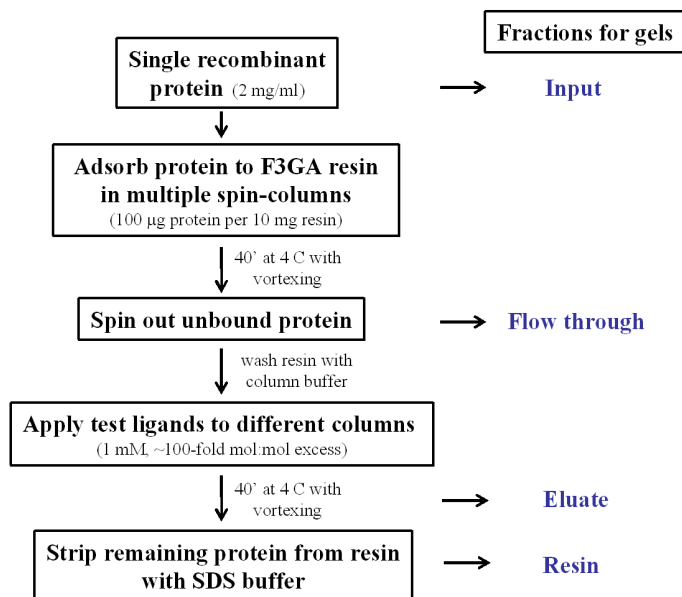 Fractions for gels
Single recombinant
protein (2 mg/ml)
Input
Adsorb protein to F3GA resin
in multiple spin-columns
(100 µg protein per 10 mg resin)
40’ at 4 C with
vortexing
Spin out unbound protein
Flow through
wash resin with
column buffer
Apply test ligands to different columns
(1 mM, ~100-fold mol:mol excess)
40’ at 4 C with
vortexing
Eluate
Strip remaining protein from resin
with SDS buffer
Resin